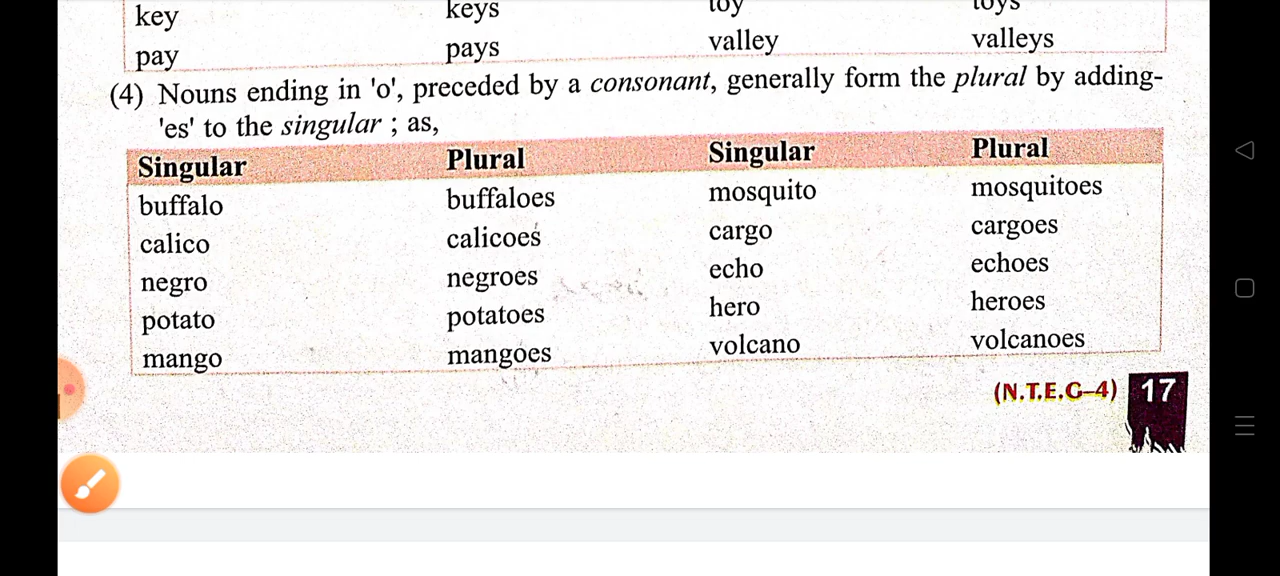 key keys toy toys
pay pays valley valleys
(4) Nouns ending in 'o', preceded by a consonant, generally form the plural by adding-
'es' to the singular ; as,
Singular Plural Singular Plural
buffalo buffaloes mosquito mosquitoes
calico calicoes cargo cargoes
negro negroes echo echoes
potato potatoes hero heroes
mango mangoes volcano volcanoes
(N.T.E.G–4) 17